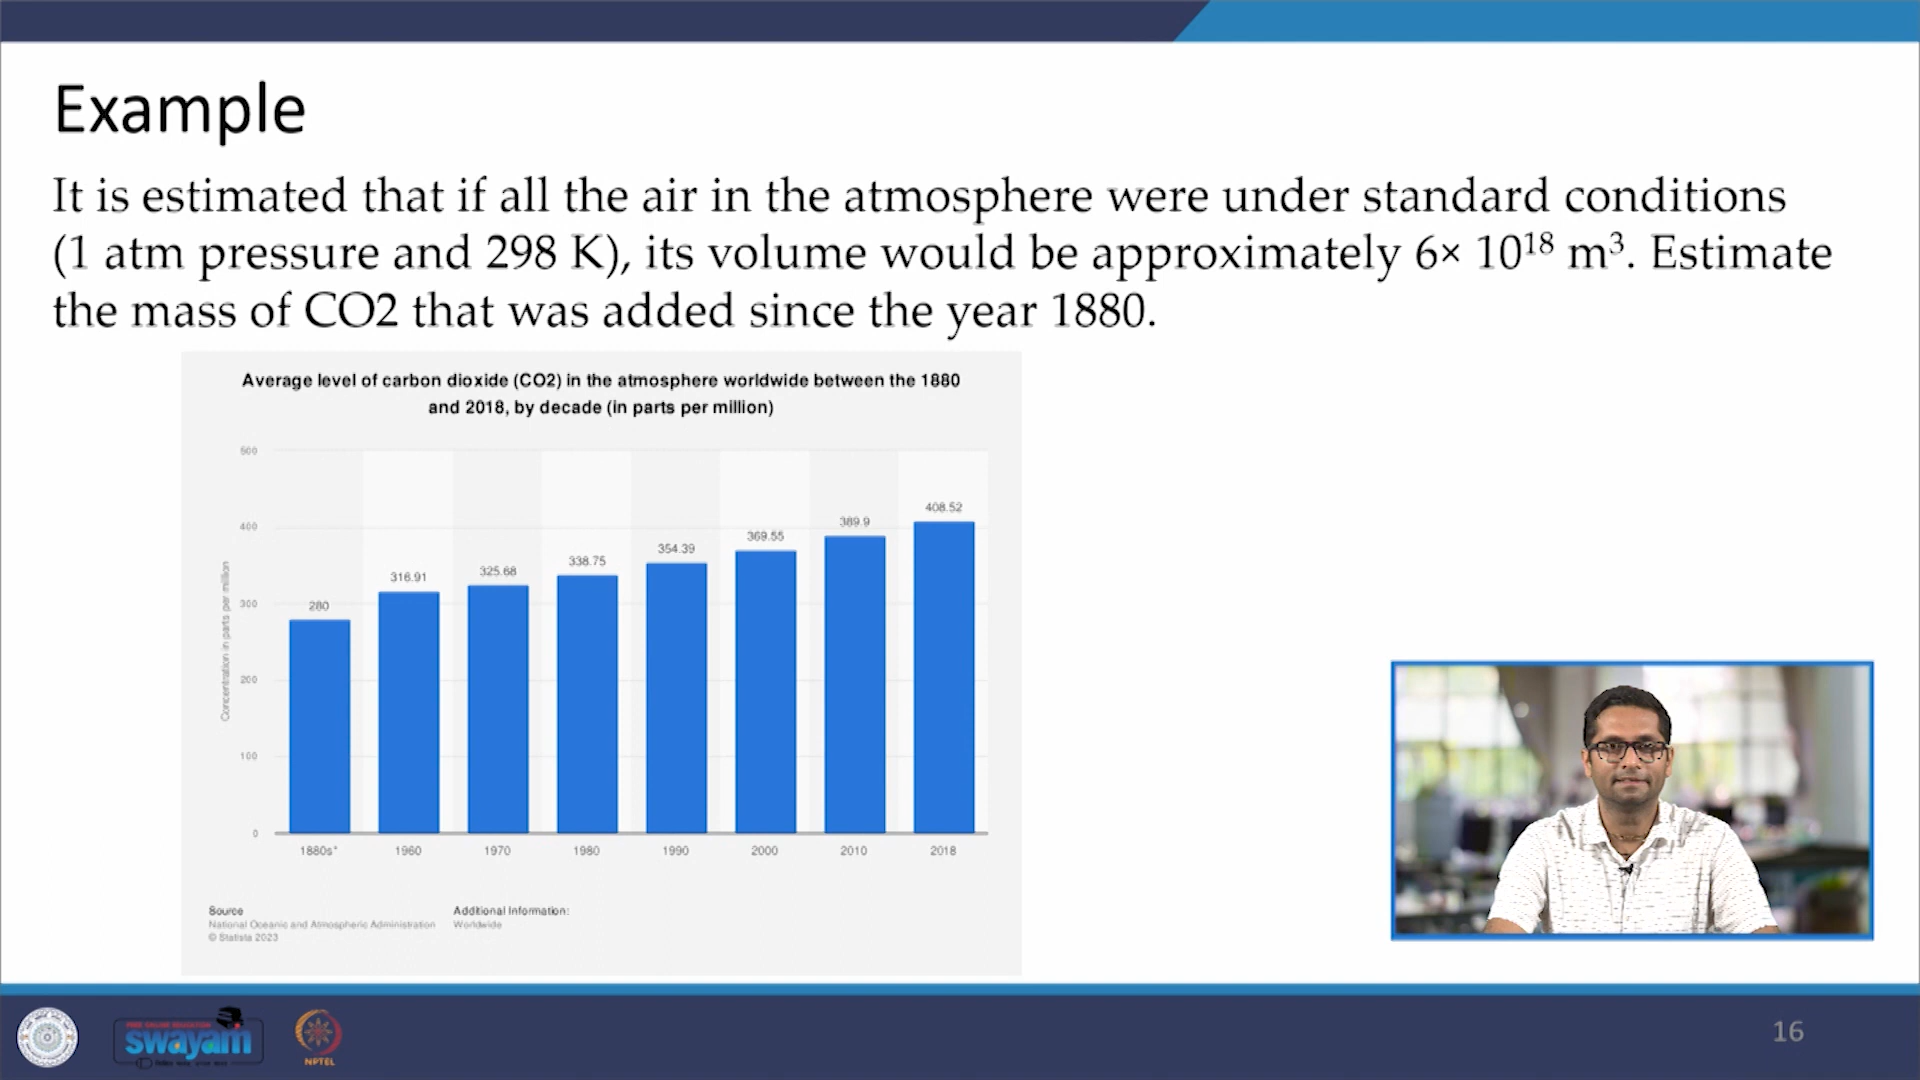 Example
It is estimated that if all the air in the atmosphere were under standard conditions
(1 atm pressure and 298 K), its volume would be approximately 6× 10¹⁸ m³. Estimate
the mass of CO2 that was added since the year 1880.
Average level of carbon dioxide (CO2) in the atmosphere worldwide between the 1880
and 2018, by decade (in parts per million)
Concentration in parts per million
500
400
300
200
100
0
280
316.91
325.68
338.75
354.39
369.55
389.9
408.52
1880s*
1960
1970
1980
1990
2000
2010
2018
Source
National Oceanic and Atmospheric Administration
© Statista 2023
Additional Information:
Worldwide
swayam
NPTEL
16